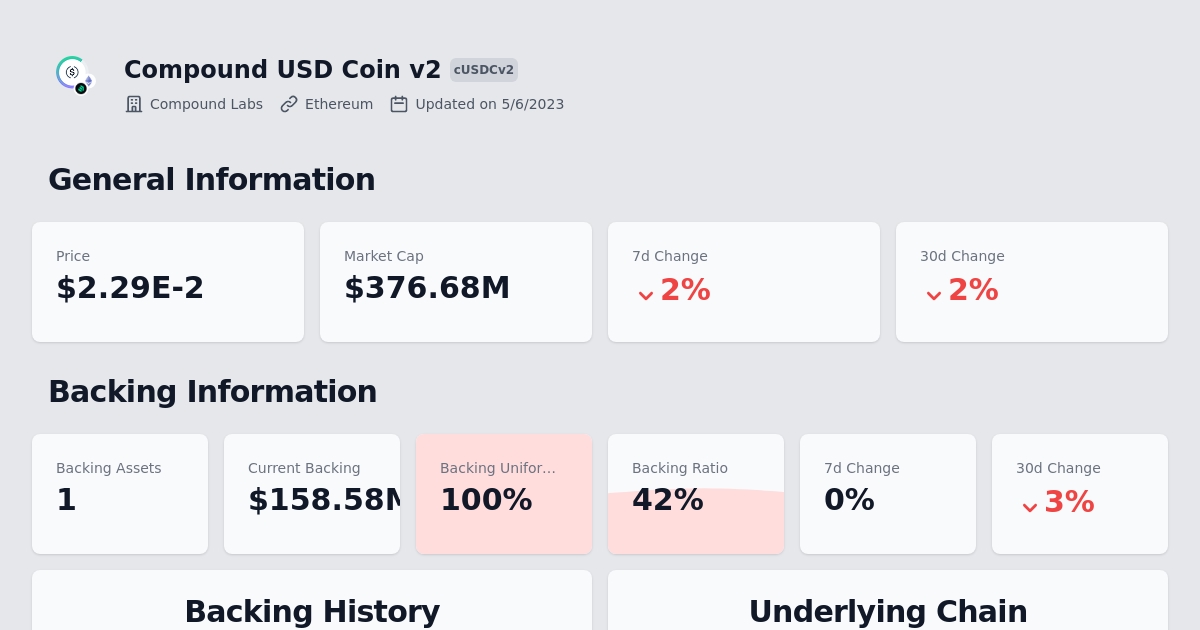 Compound USD Coin v2 cUSDCv2
Compound Labs Ethereum Updated on 5/6/2023
General Information
Price Market Cap 7d Change 30d Change
$2.29E-2 $376.68M 2% 2%
Backing Information
Backing Assets Current Backing Backing Unifor... Backing Ratio 7d Change 30d Change
1 $158.58M 100% 42% 0% 3%
Backing History Underlying Chain